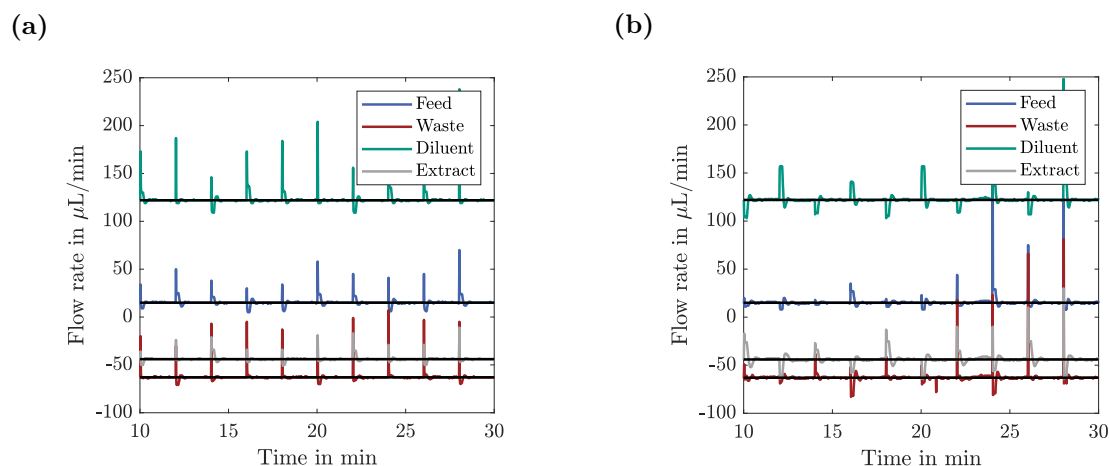 (a)
Flow rate in μL/min
250
200
150
100
50
0
-50
-100
10
15
20
25
30
Time in min
Feed
Waste
Diluent
Extract
(b)
Flow rate in μL/min
250
200
150
100
50
0
-50
-100
10
15
20
25
30
Time in min
Feed
Waste
Diluent
Extract